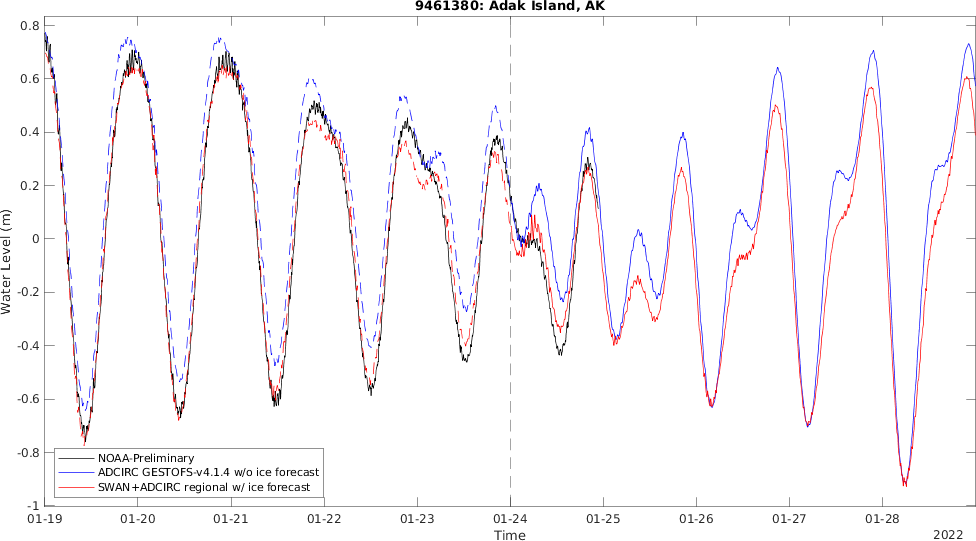 9461380: Adak Island, AK
0.8
0.6
0.4
0.2
0
-0.2
-0.4
-0.6
-0.8
-1
Water Level (m)
NOAA-Preliminary
ADCIRC GESTOFS-v4.1.4 w/o ice forecast
SWAN+ADCIRC regional w/ ice forecast
01-19 01-20 01-21 01-22 01-23 01-24 01-25 01-26 01-27 01-28
Time
2022